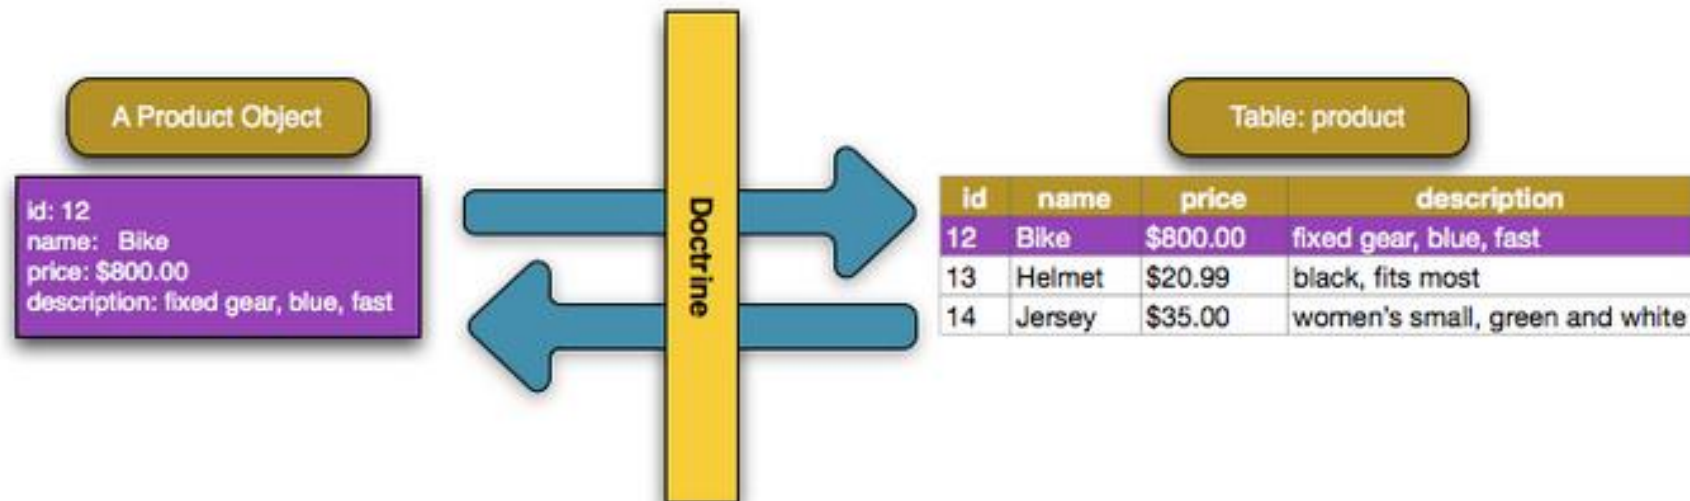 A Product Object
id: 12
name: Bike
price: $800.00
description: fixed gear, blue, fast
Doctrine
Table: product
id name price description
12 Bike $800.00 fixed gear, blue, fast
13 Helmet $20.99 black, fits most
14 Jersey $35.00 women's small, green and white